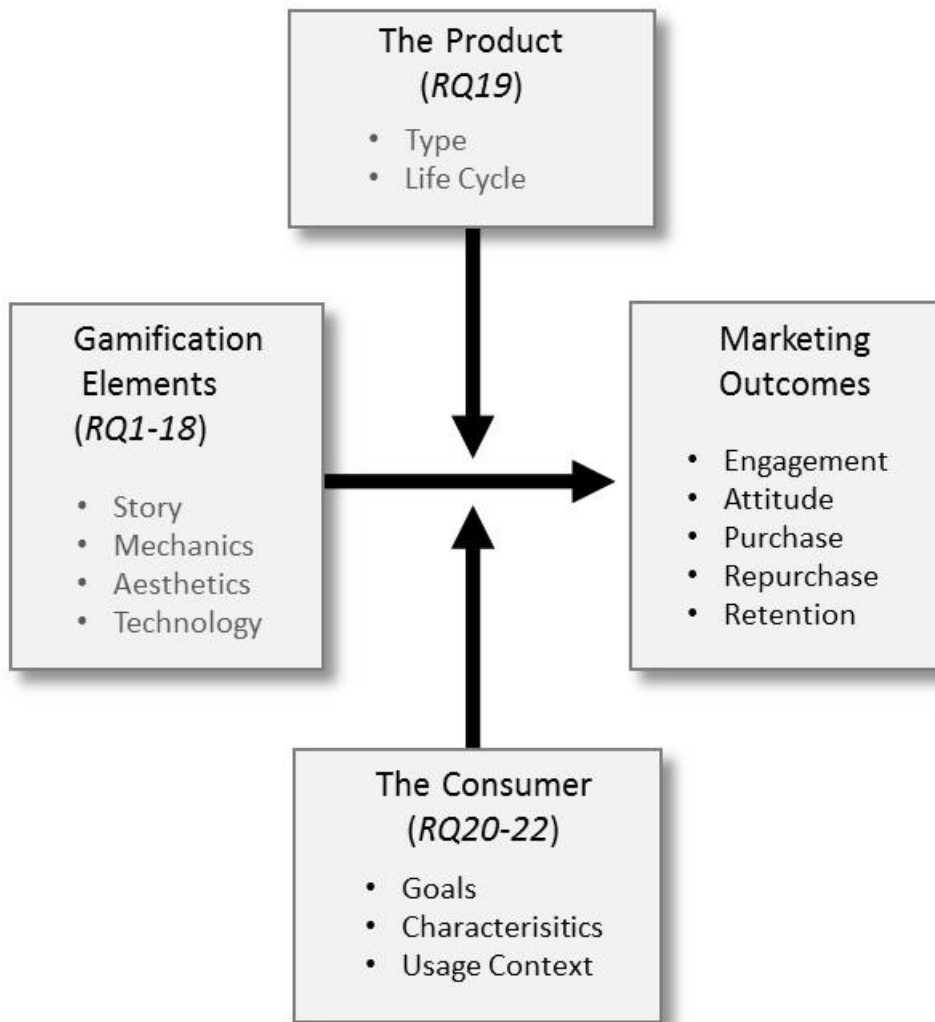 The Product
(RQ19)
• Type
• Life Cycle
Gamification
Elements
(RQ1-18)
• Story
• Mechanics
• Aesthetics
• Technology
Marketing
Outcomes
• Engagement
• Attitude
• Purchase
• Repurchase
• Retention
The Consumer
(RQ20-22)
• Goals
• Characterisitics
• Usage Context